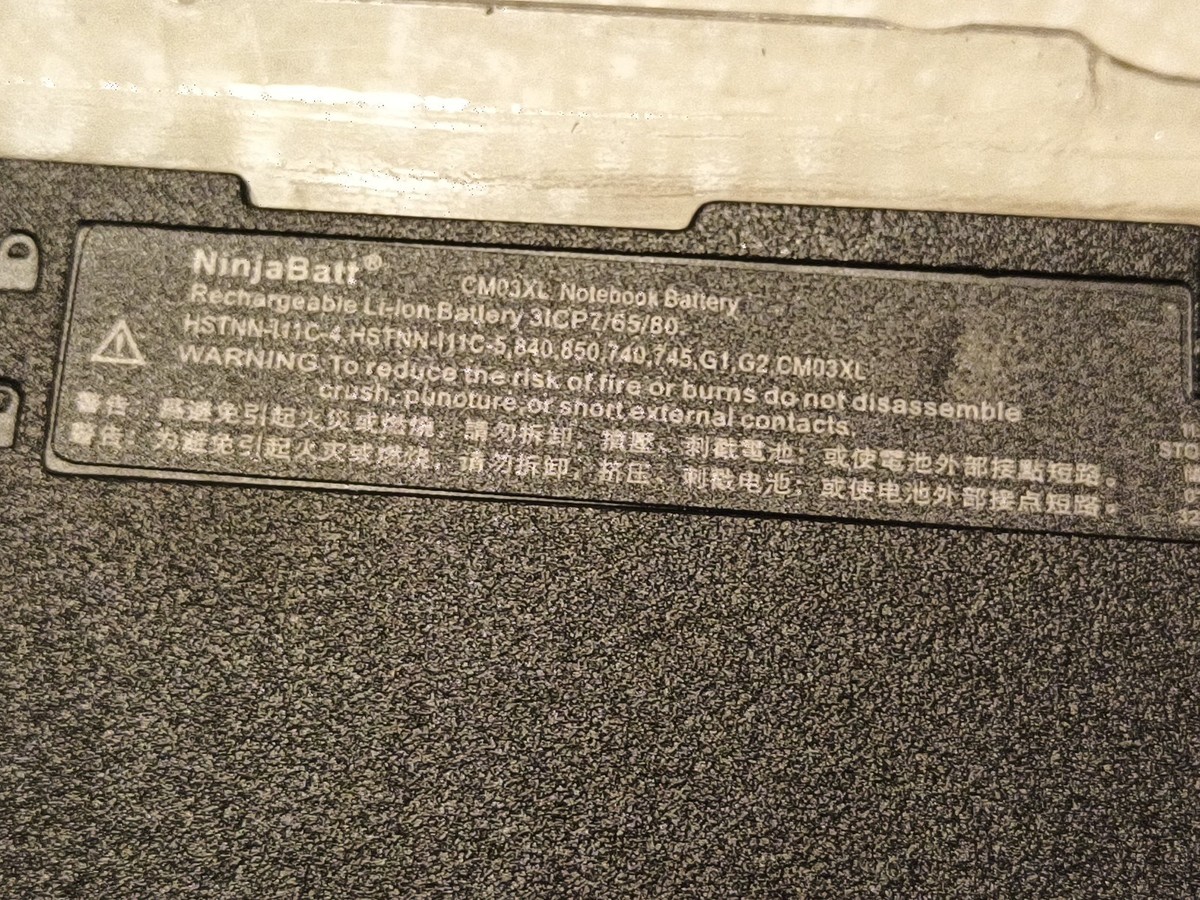 NinjaBatt®
CM03XL Notebook Battery
Rechargeable Li-ion Battery 3ICP7/65/80
HSTNN-I11C-4,HSTNN-I11C-5,840,850,740,745,G1,G2,CM03XL
WARNING: To reduce the risk of fire or burns do not disassemble
crush, puncture, or short external contacts.
警告: 為避免引起火災或燃燒, 請勿拆卸、擠壓、刺戳電池; 或使電池外部接點短路。
警告: 为避免引起火灾或燃烧, 请勿拆卸、挤压、刺戳电池; 或使电池外部接点短路。